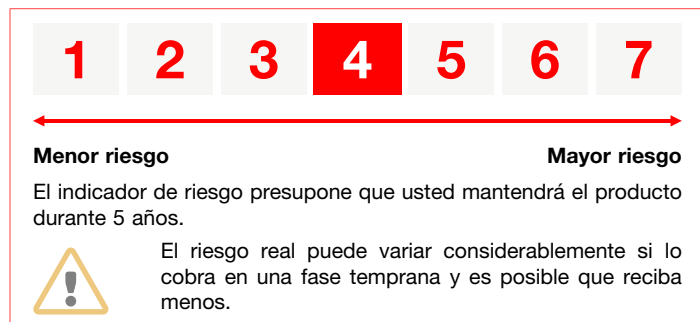 1 2 3 4 5 6 7
Menor riesgo Mayor riesgo
El indicador de riesgo presupone que usted mantendrá el producto
durante 5 años.
El riesgo real puede variar considerablemente si lo
cobra en una fase temprana y es posible que reciba
menos.